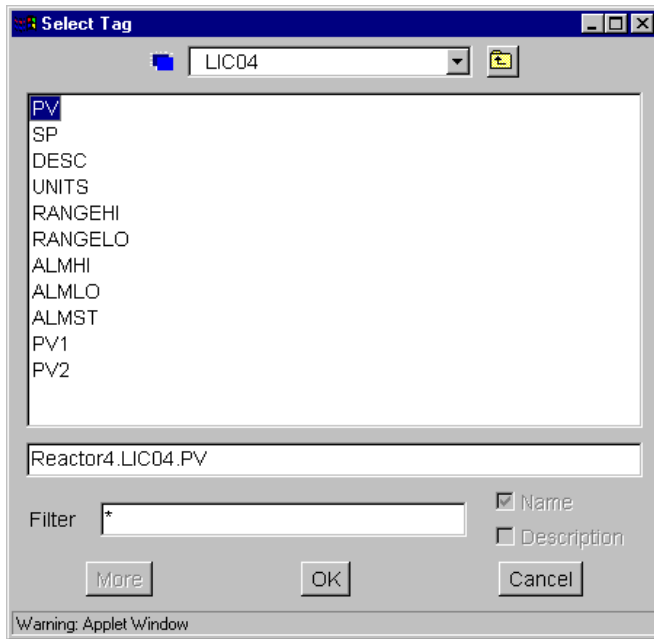 Select Tag
LIC04
PV
SP
DESC
UNITS
RANGEHI
RANGELO
ALMHI
ALMLO
ALMST
PV1
PV2
Reactor4.LIC04.PV
Filter
*
Name
Description
More
OK
Cancel
Warning: Applet Window